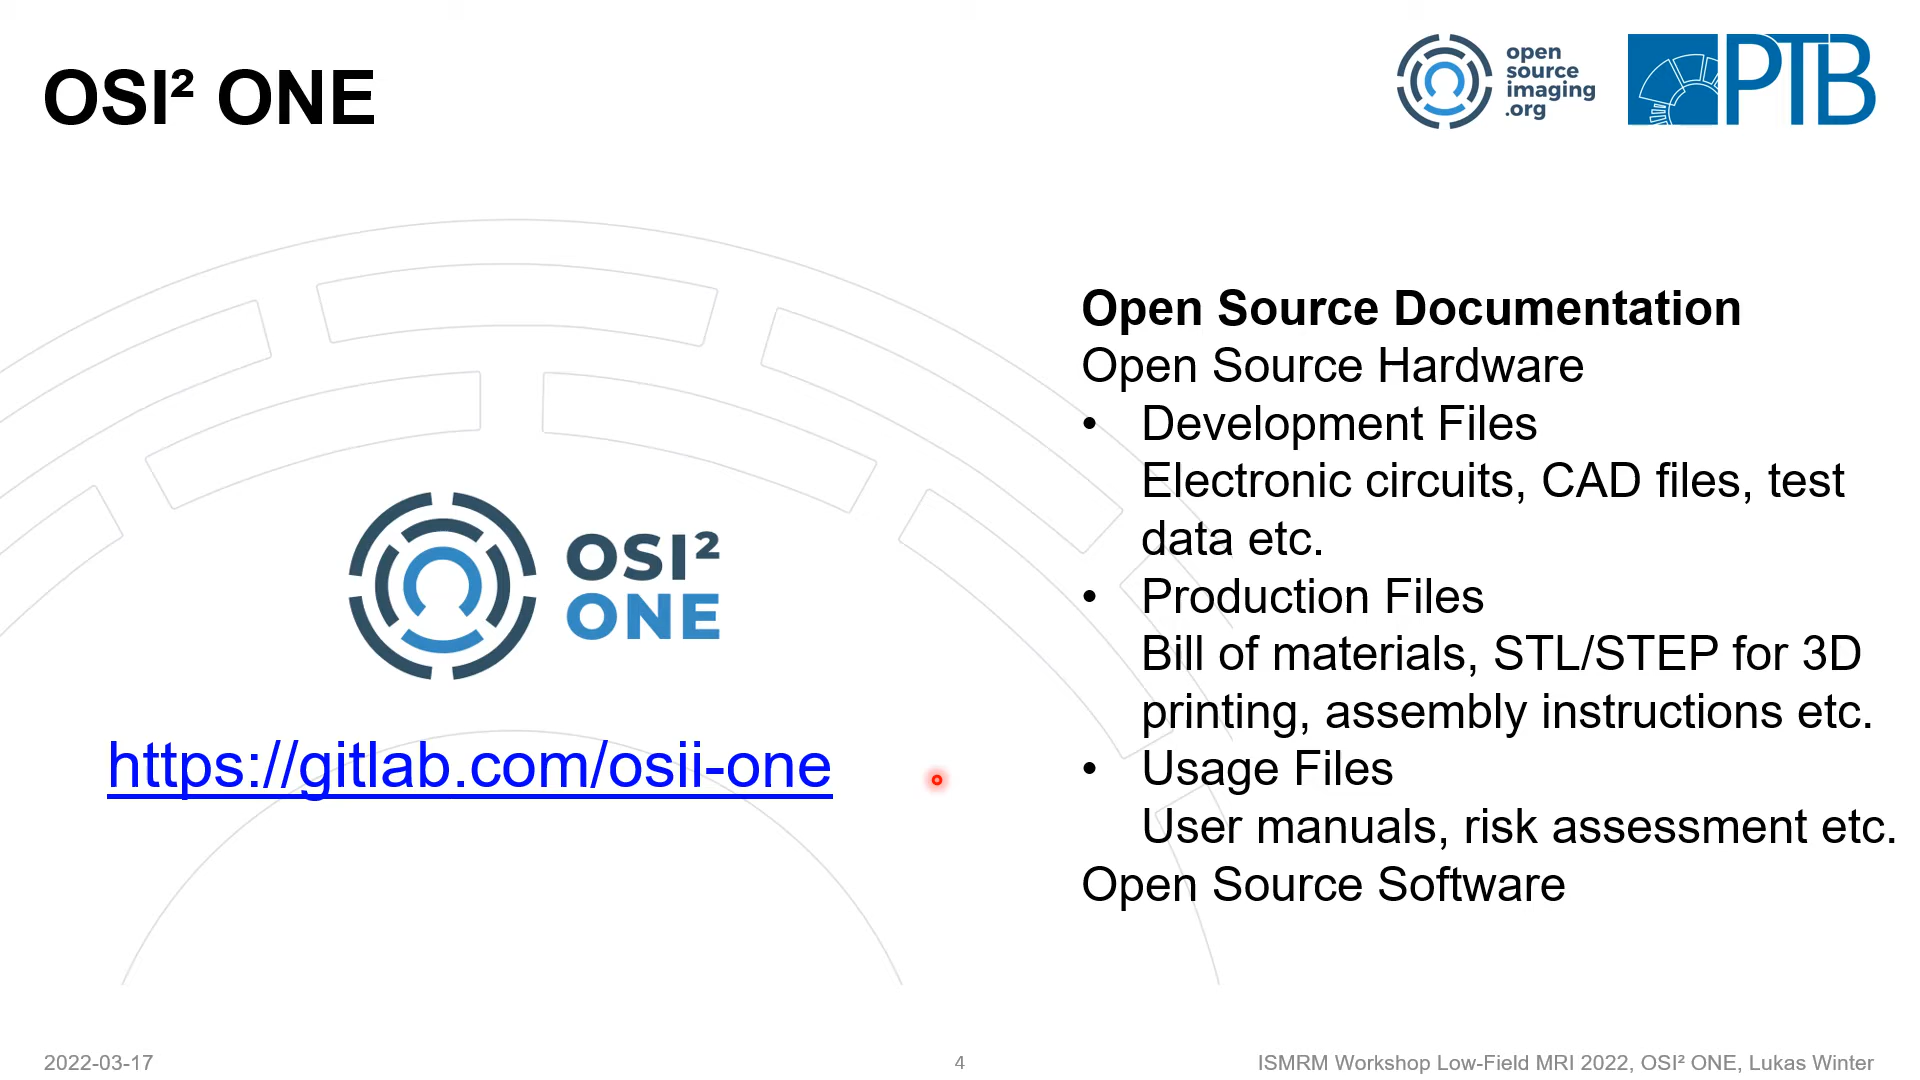 OSI² ONE
open
source
imaging
.org
PTB
Open Source Documentation
Open Source Hardware
• Development Files
Electronic circuits, CAD files, test
data etc.
• Production Files
Bill of materials, STL/STEP for 3D
printing, assembly instructions etc.
• Usage Files
User manuals, risk assessment etc.
Open Source Software
OSI²
ONE
https://gitlab.com/osii-one
2022-03-17
4
ISMRM Workshop Low-Field MRI 2022, OSI² ONE, Lukas Winter